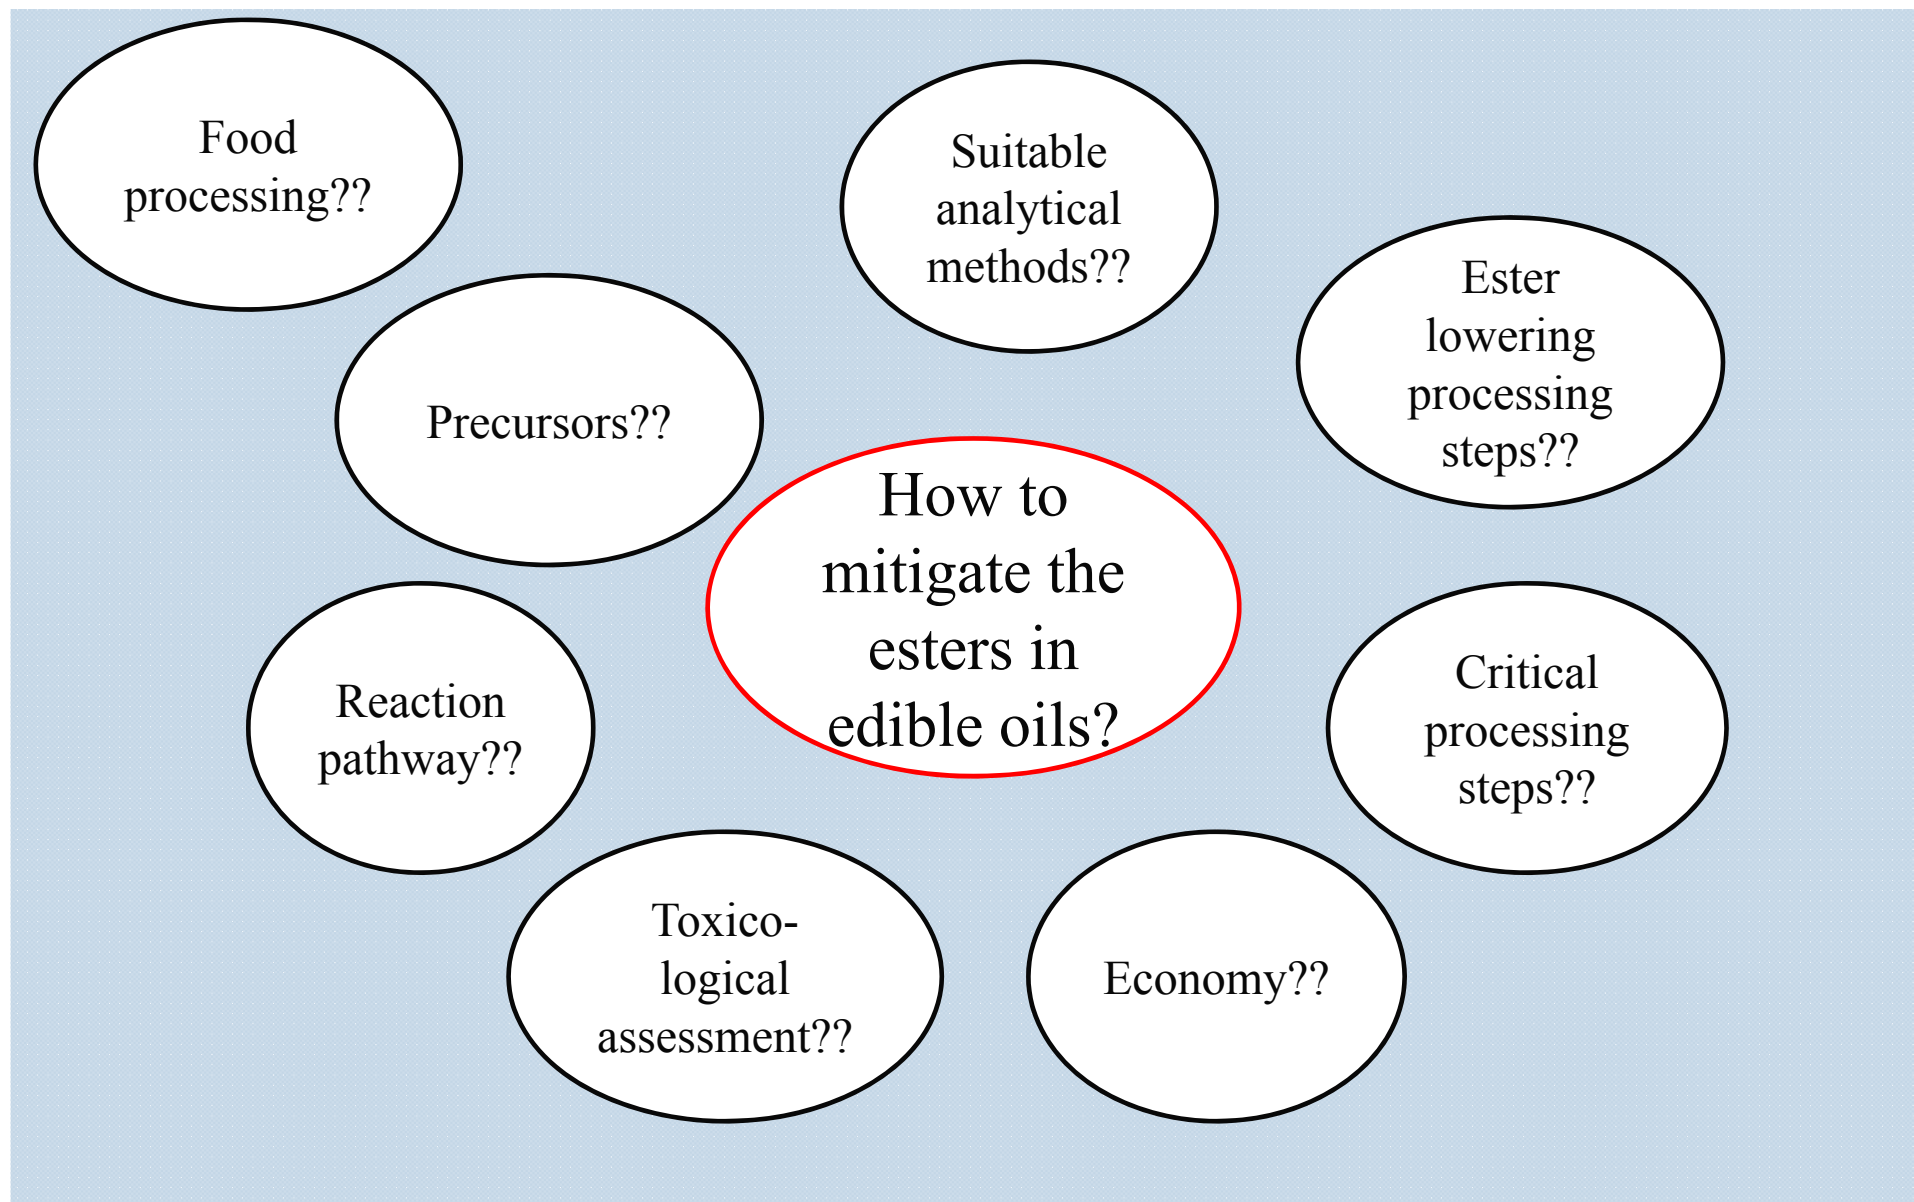 Food
processing??
Suitable
analytical
methods??
Ester
lowering
processing
steps??
Precursors??
How to
mitigate the
esters in
edible oils?
Reaction
pathway??
Critical
processing
steps??
Toxico-
logical
assessment??
Economy??